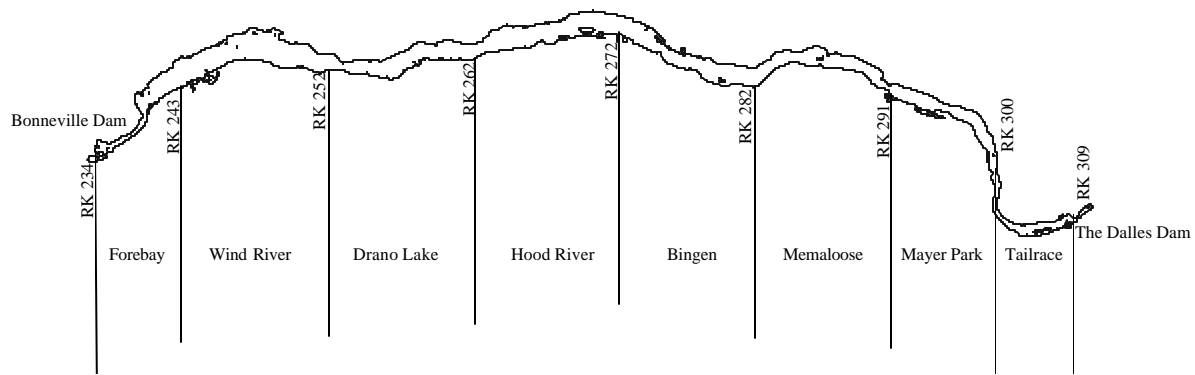 Bonneville Dam
RK 234
RK 243
RK 252
RK 262
RK 272
RK 282
RK 291
RK 300
RK 309
The Dalles Dam
Forebay
Wind River
Drano Lake
Hood River
Bingen
Memaloose
Mayer Park
Tailrace